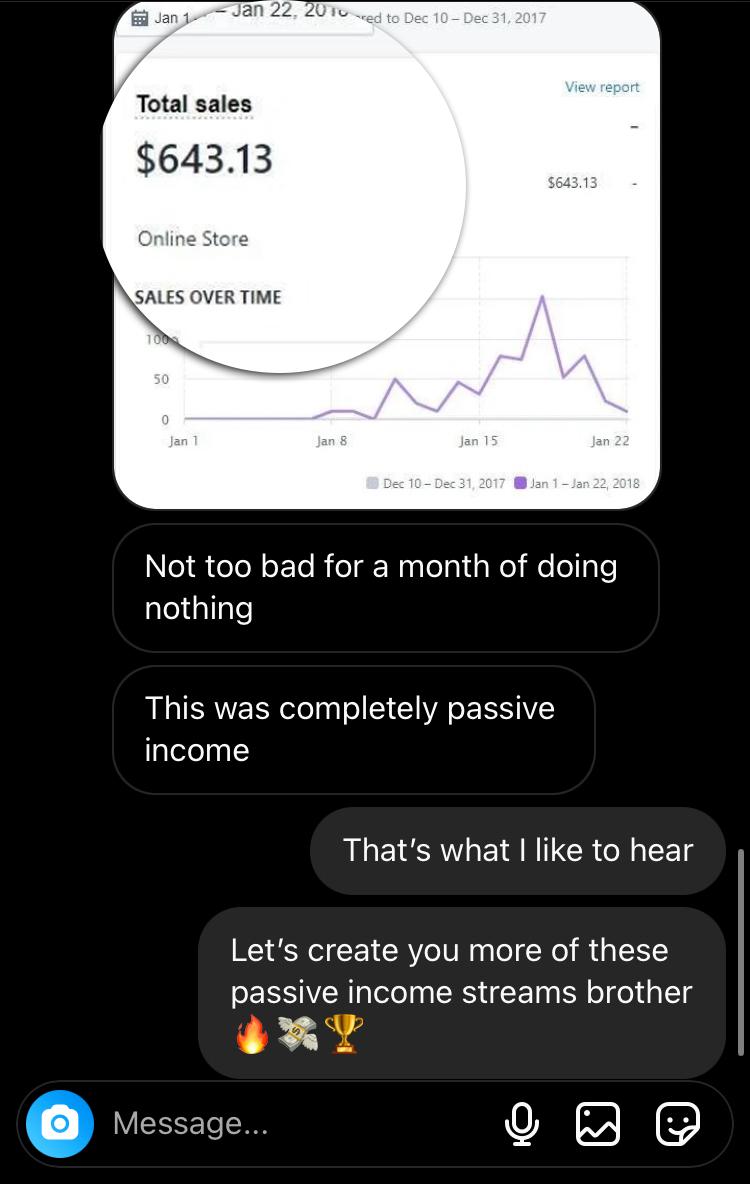 Jan 1 – Jan 22, 2018
red to Dec 10 – Dec 31, 2017
Total sales
View report
–
$643.13
$643.13 -
Online Store
SALES OVER TIME
100
50
0
Jan 1 Jan 8 Jan 15 Jan 22
Dec 10 – Dec 31, 2017 Jan 1 – Jan 22, 2018
Not too bad for a month of doing
nothing
This was completely passive
income
That’s what I like to hear
Let’s create you more of these
passive income streams brother
🔥💸🏆
Message...